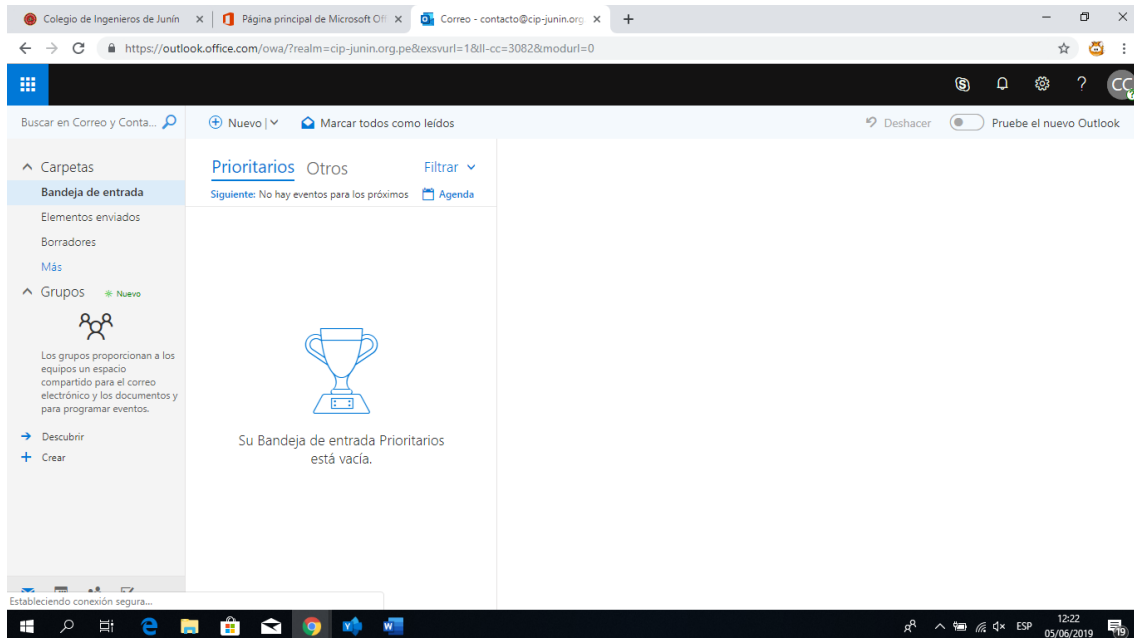 Colegio de Ingenieros de Junín
Página principal de Microsoft Off
Correo - contacto@cip-junin.org
https://outlook.office.com/owa/?realm=cip-junin.org.pe&exsvurl=1&ll-cc=3082&modurl=0
CC
Buscar en Correo y Conta...
Nuevo
Marcar todos como leídos
Deshacer
Pruebe el nuevo Outlook
Carpetas
Bandeja de entrada
Elementos enviados
Borradores
Más
Grupos
Nuevo
Los grupos proporcionan a los
equipos un espacio
compartido para el correo
electrónico y los documentos y
para programar eventos.
Descubrir
Crear
Prioritarios Otros Filtrar
Siguiente: No hay eventos para los próximos Agenda
Su Bandeja de entrada Prioritarios
está vacía.
Estableciendo conexión segura...
ESP
12:22
05/06/2019
19